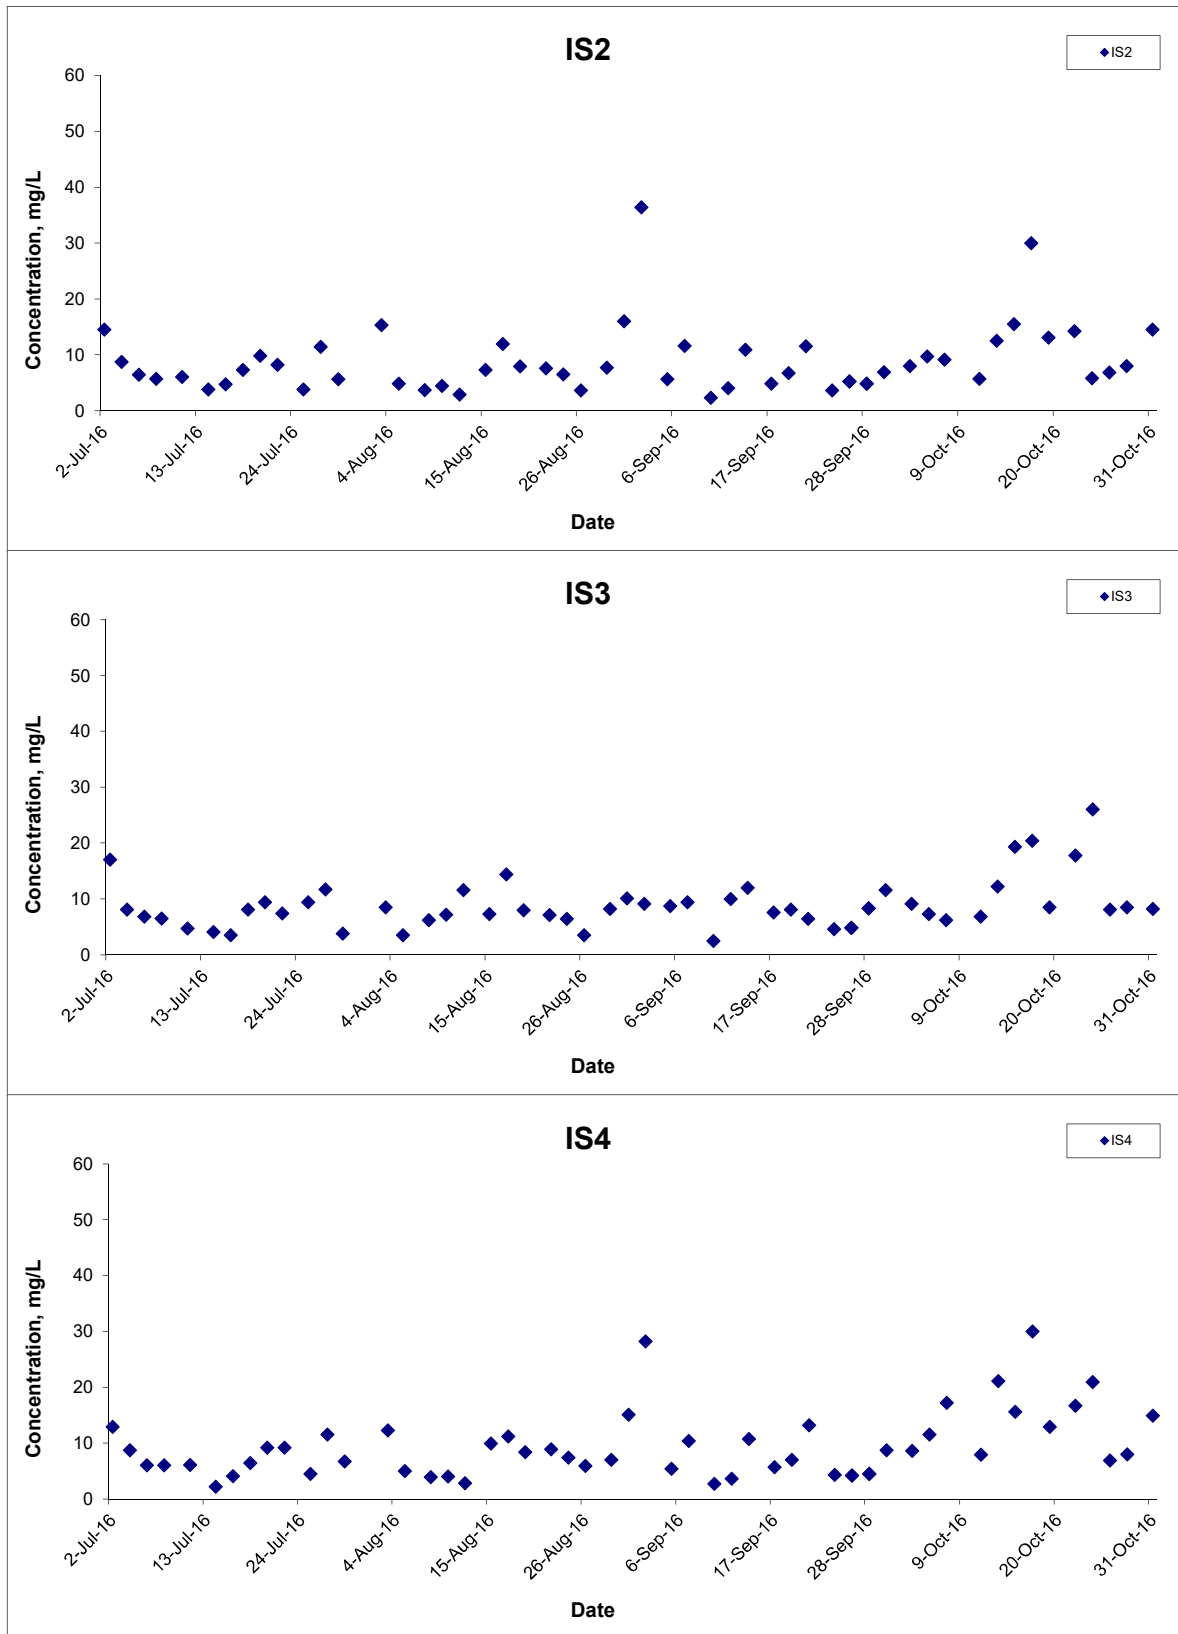 IS2
IS2
60
50
40
30
20
10
0
Concentration, mg/L
2-Jul-16 13-Jul-16 24-Jul-16 4-Aug-16 15-Aug-16 26-Aug-16 6-Sep-16 17-Sep-16 28-Sep-16 9-Oct-16 20-Oct-16 31-Oct-16
Date
IS3
IS3
60
50
40
30
20
10
0
Concentration, mg/L
2-Jul-16 13-Jul-16 24-Jul-16 4-Aug-16 15-Aug-16 26-Aug-16 6-Sep-16 17-Sep-16 28-Sep-16 9-Oct-16 20-Oct-16 31-Oct-16
Date
IS4
IS4
60
50
40
30
20
10
0
Concentration, mg/L
2-Jul-16 13-Jul-16 24-Jul-16 4-Aug-16 15-Aug-16 26-Aug-16 6-Sep-16 17-Sep-16 28-Sep-16 9-Oct-16 20-Oct-16 31-Oct-16
Date